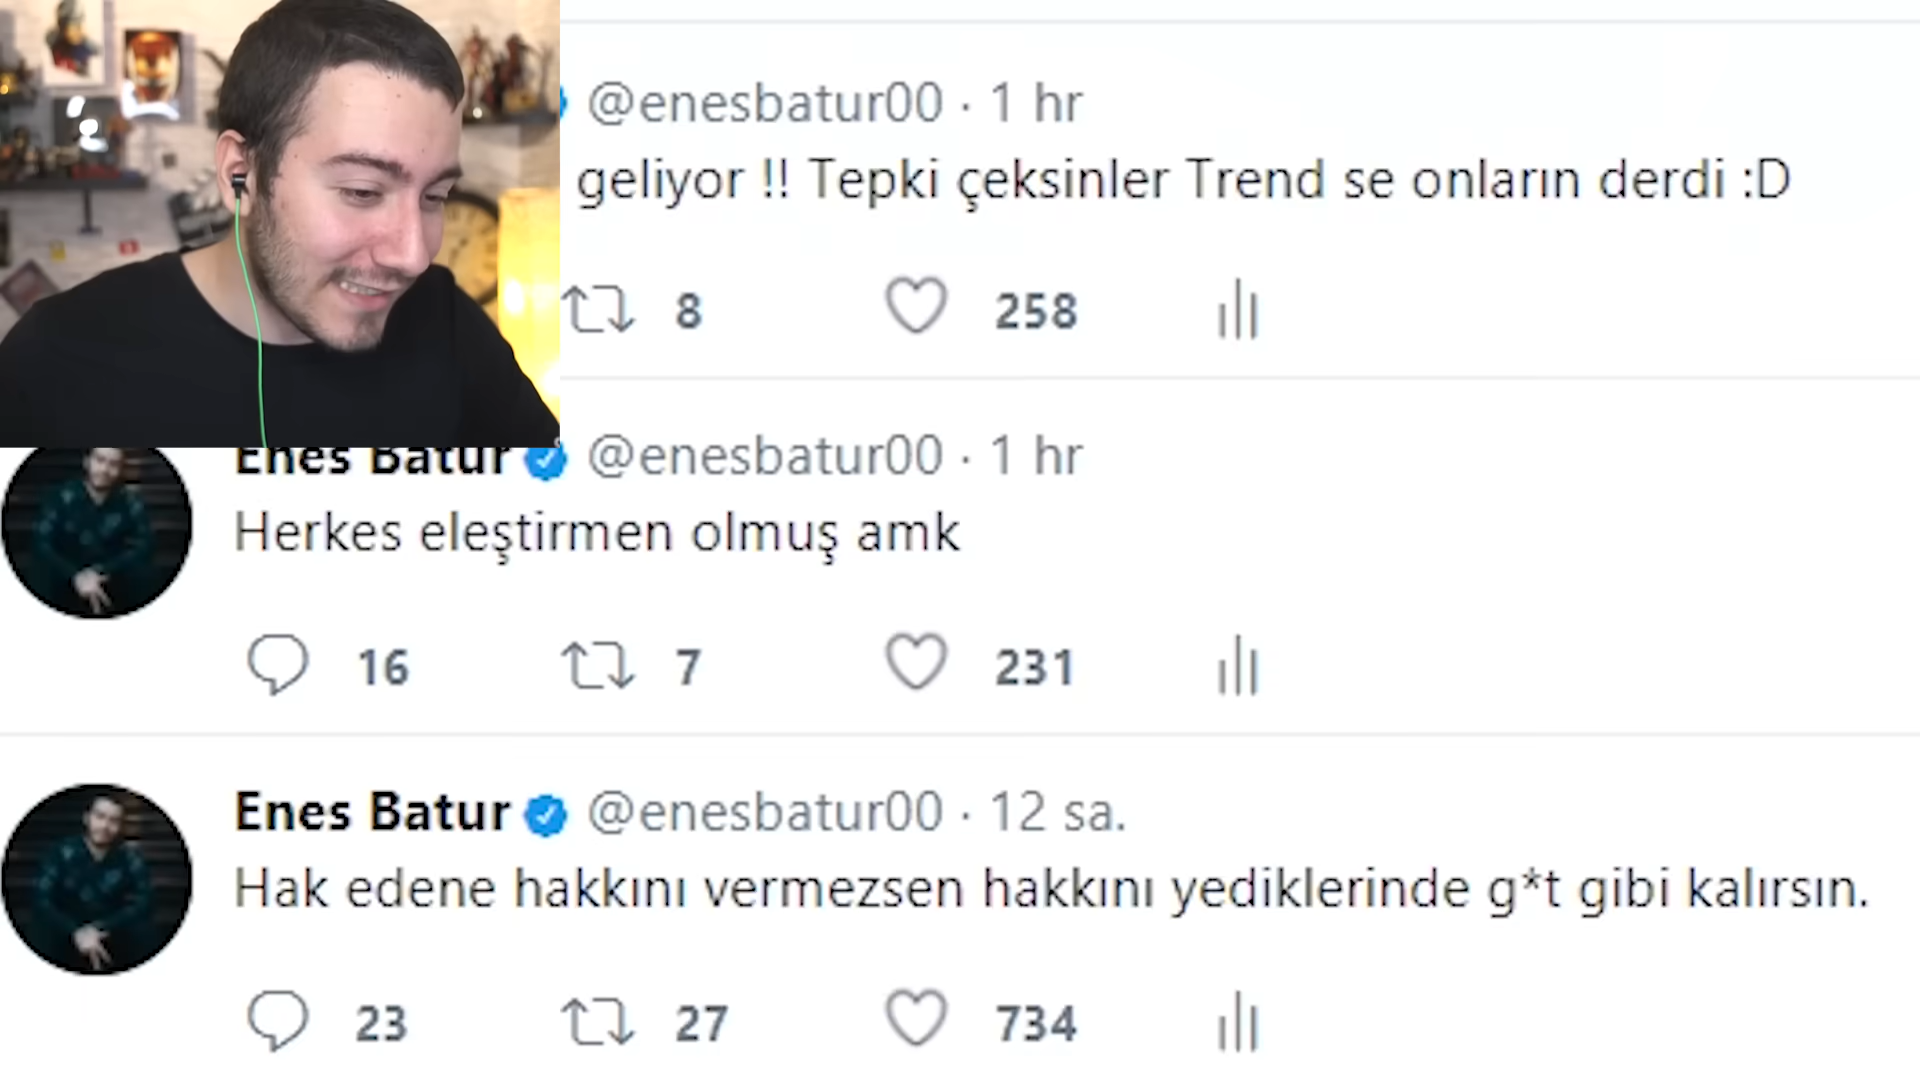 @enesbatur00 · 1 hr
geliyor !! Tepki çeksinler Trend se onların derdi :D
8 258
Enes Batur @enesbatur00 · 1 hr
Herkes eleştirmen olmuş amk
16 7 231
Enes Batur @enesbatur00 · 12 sa.
Hak edene hakkını vermezsen hakkını yediklerinde g*t gibi kalırsın.
23 27 734